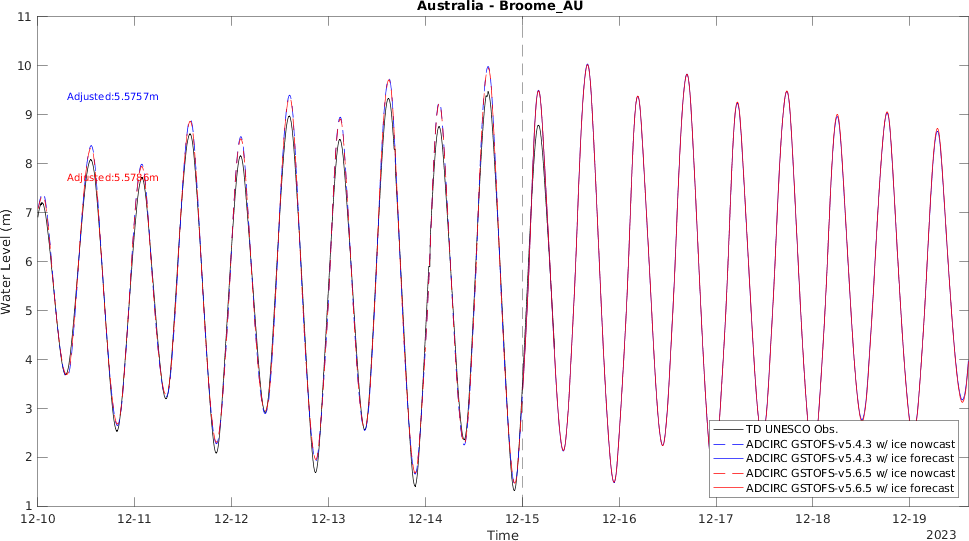 Australia - Broome_AU
11
10
9
8
7
6
5
4
3
2
1
Water Level (m)
Adjusted:5.5757m
Adjusted:5.5785m
TD UNESCO Obs.
ADCIRC GSTOFS-v5.4.3 w/ ice nowcast
ADCIRC GSTOFS-v5.4.3 w/ ice forecast
ADCIRC GSTOFS-v5.6.5 w/ ice nowcast
ADCIRC GSTOFS-v5.6.5 w/ ice forecast
12-10 12-11 12-12 12-13 12-14 12-15 12-16 12-17 12-18 12-19
Time
2023